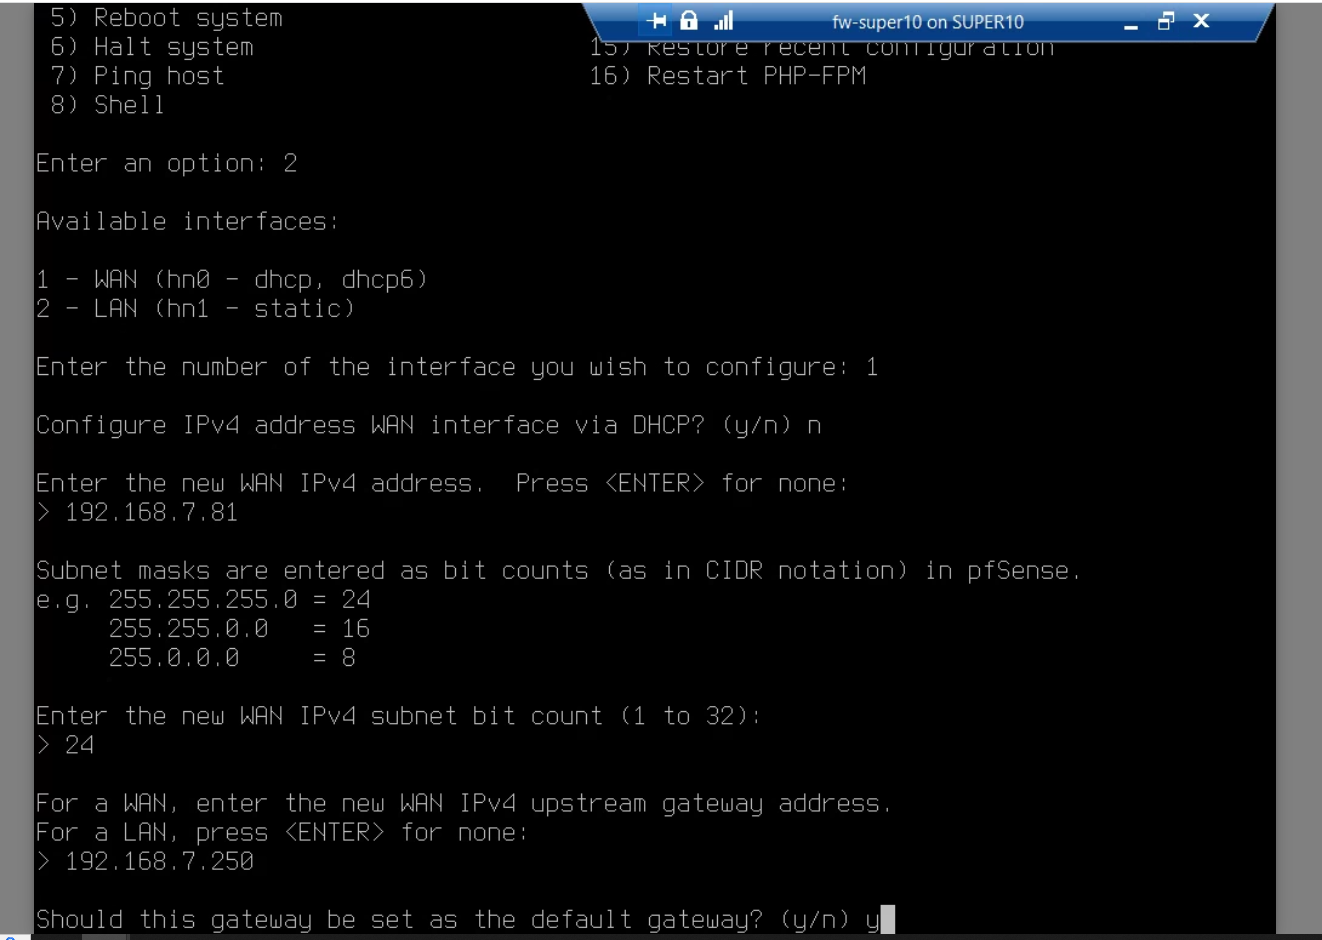 fw-super10 on SUPER10
5) Reboot system
6) Halt system 15) Restore recent configuration
7) Ping host 16) Restart PHP-FPM
8) Shell
Enter an option: 2
Available interfaces:
1 - WAN (hn0 - dhcp, dhcp6)
2 - LAN (hn1 - static)
Enter the number of the interface you wish to configure: 1
Configure IPv4 address WAN interface via DHCP? (y/n) n
Enter the new WAN IPv4 address.  Press <ENTER> for none:
> 192.168.7.81
Subnet masks are entered as bit counts (as in CIDR notation) in pfSense.
e.g. 255.255.255.0 = 24
255.255.0.0   = 16
255.0.0.0     = 8
Enter the new WAN IPv4 subnet bit count (1 to 32):
> 24
For a WAN, enter the new WAN IPv4 upstream gateway address.
For a LAN, press <ENTER> for none:
> 192.168.7.250
Should this gateway be set as the default gateway? (y/n) y